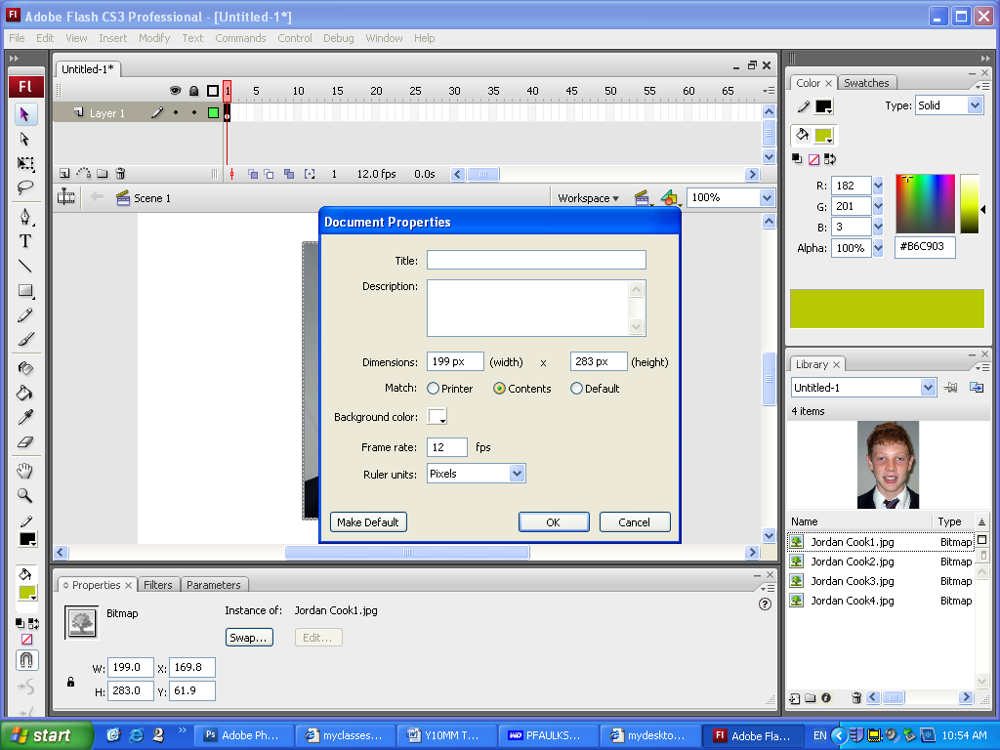 Adobe Flash CS3 Professional - [Untitled-1*]
File Edit View Insert Modify Text Commands Control Debug Window Help
Untitled-1*
1 5 10 15 20 25 30 35 40 45 50 55 60 65
Layer 1
1 12.0 fps 0.0s
Scene 1 Workspace 100%
Fl
T
Document Properties
Title:
Description:
Dimensions: 199 px (width) x 283 px (height)
Match: Printer Contents Default
Background color:
Frame rate: 12 fps
Ruler units: Pixels
Make Default OK Cancel
Color Swatches
Type: Solid
R: 182
G: 201
B: 3
Alpha: 100% #B6C903
Library
Untitled-1
4 items
Name Type
Jordan Cook1.jpg Bitmap
Jordan Cook2.jpg Bitmap
Jordan Cook3.jpg Bitmap
Jordan Cook4.jpg Bitmap
Properties Filters Parameters
Bitmap Instance of: Jordan Cook1.jpg
Swap... Edit...
W: 199.0 X: 169.8
H: 283.0 Y: 61.9
start Adobe Ph... myclasses... Y10MM T... PFAULKS... mydeskto... Adobe Fla... EN 10:54 AM